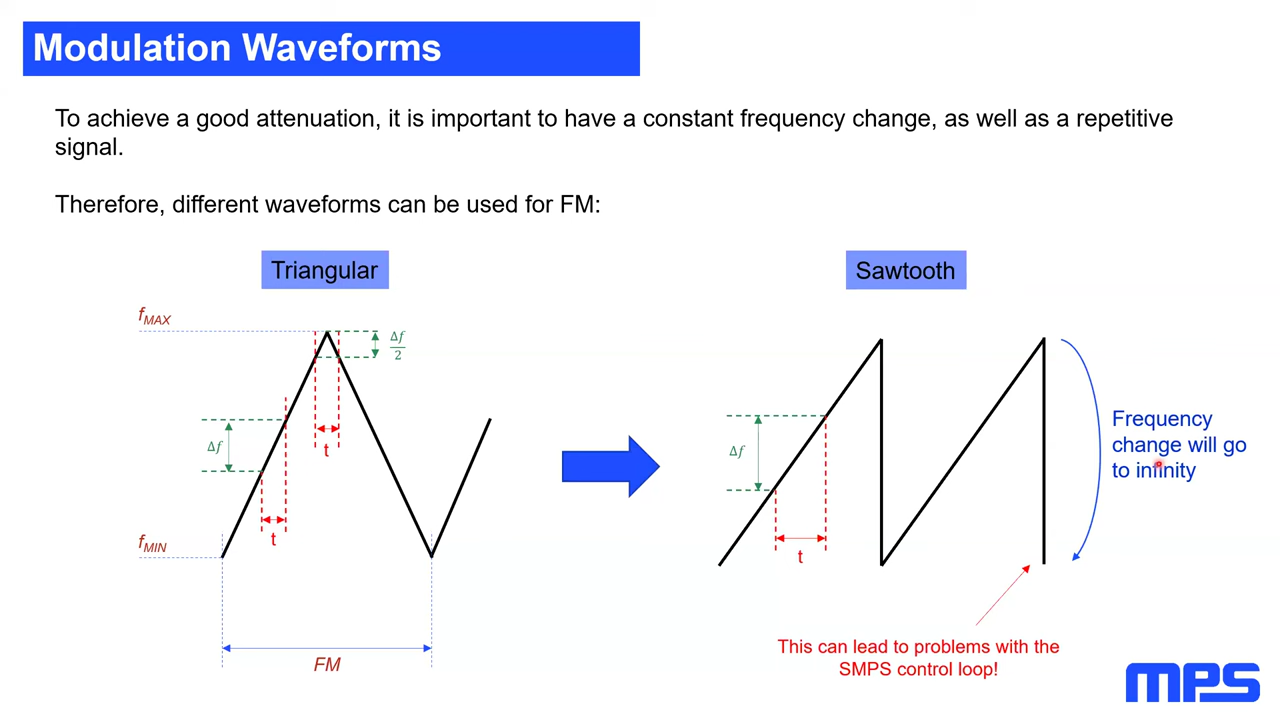 Modulation Waveforms
To achieve a good attenuation, it is important to have a constant frequency change, as well as a repetitive
signal.
Therefore, different waveforms can be used for FM:
Triangular
Sawtooth
fMAX
Δf
2
Δf
t
t
fMIN
FM
Δf
t
Frequency
change will go
to infinity
This can lead to problems with the
SMPS control loop!
mPS